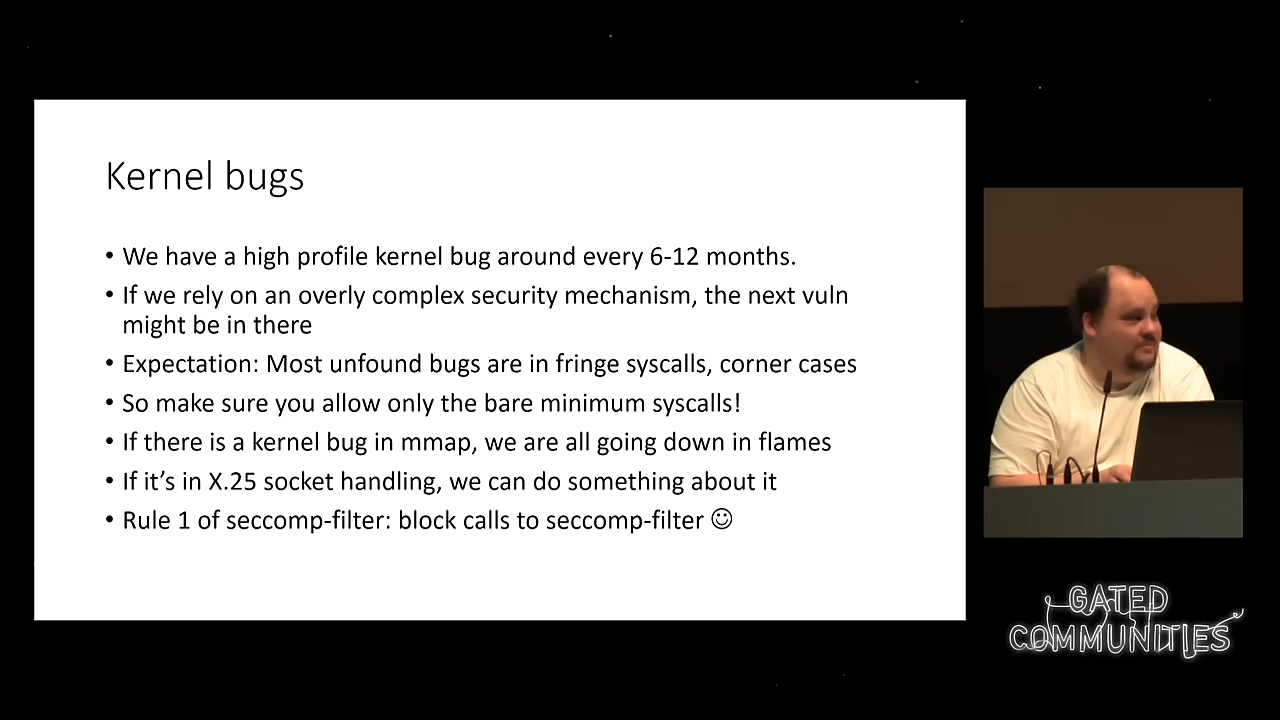 Kernel bugs
• We have a high profile kernel bug around every 6-12 months.
• If we rely on an overly complex security mechanism, the next vuln
might be in there
• Expectation: Most unfound bugs are in fringe syscalls, corner cases
• So make sure you allow only the bare minimum syscalls!
• If there is a kernel bug in mmap, we are all going down in flames
• If it’s in X.25 socket handling, we can do something about it
• Rule 1 of seccomp-filter: block calls to seccomp-filter ☺
GATED
COMMUNITIES